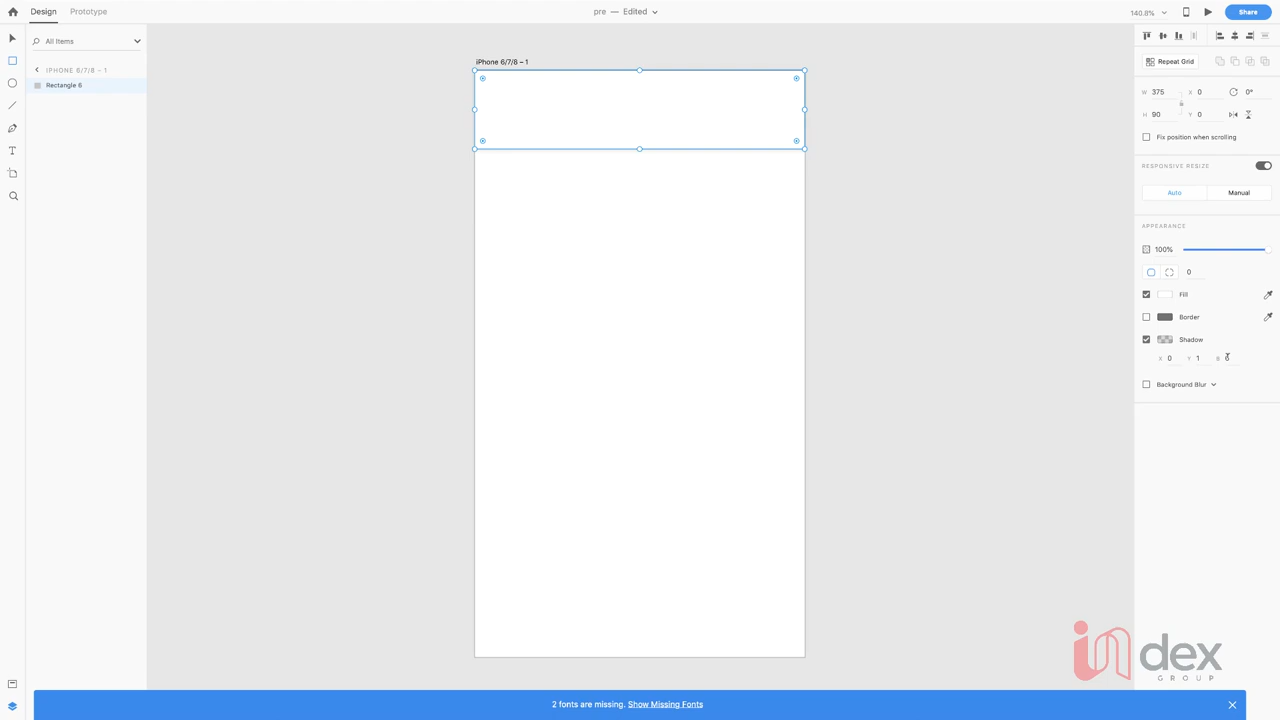 Design
Prototype
pre — Edited
140.8%
Share
All Items
IPHONE 6/7/8 – 1
Rectangle 6
iPhone 6/7/8 – 1
Repeat Grid
W 375 X 0 0°
H 90 Y 0
Fix position when scrolling
RESPONSIVE RESIZE
Auto Manual
APPEARANCE
100%
0
Fill
Border
Shadow
X 0 Y 1 B 6
Background Blur
index
GROUP
2 fonts are missing. Show Missing Fonts